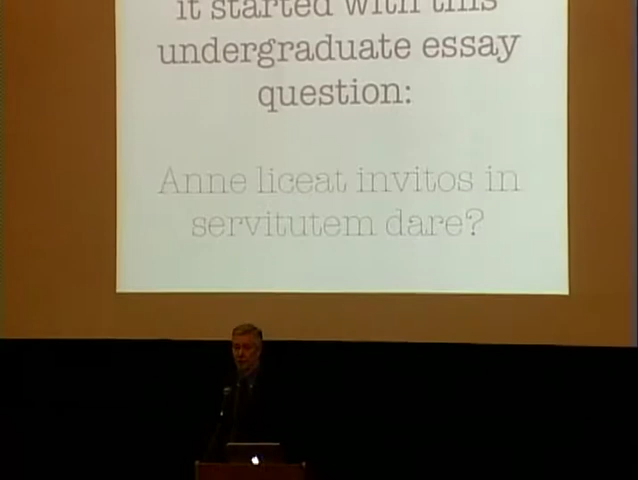 it started with this
undergraduate essay
question:
Anne liceat invitos in
servitutem dare?